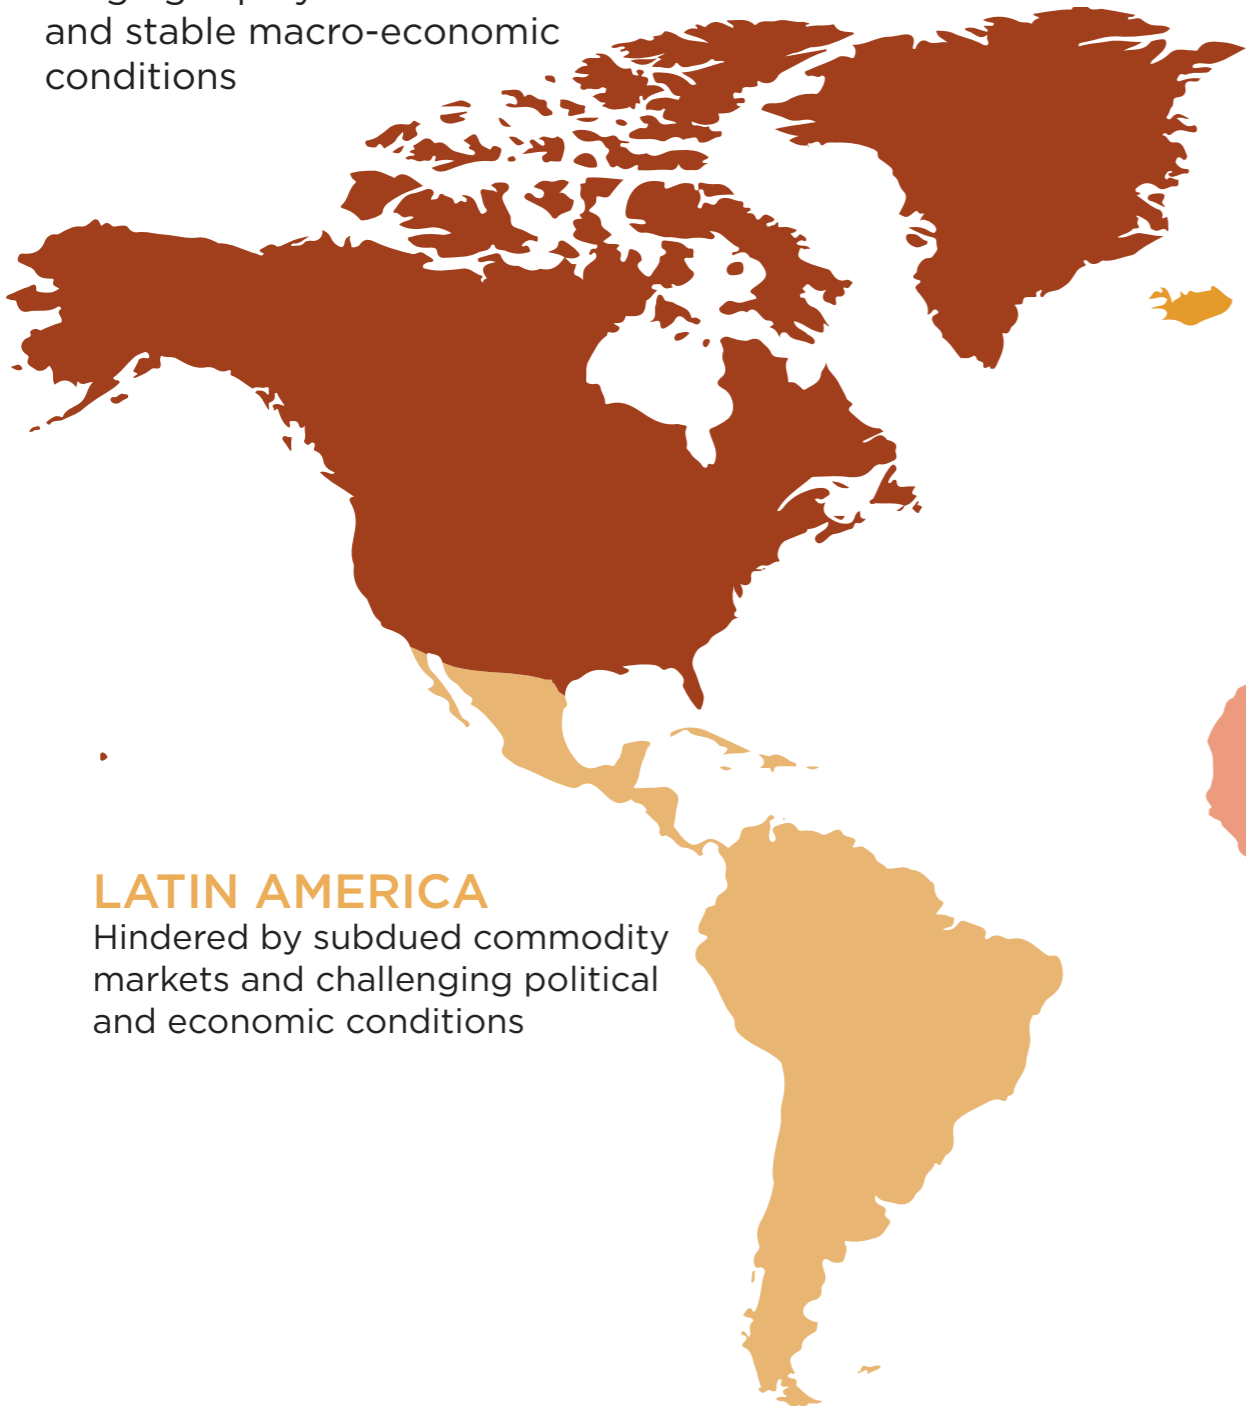 and stable macro-economic
conditions
LATIN AMERICA
Hindered by subdued commodity
markets and challenging political
and economic conditions